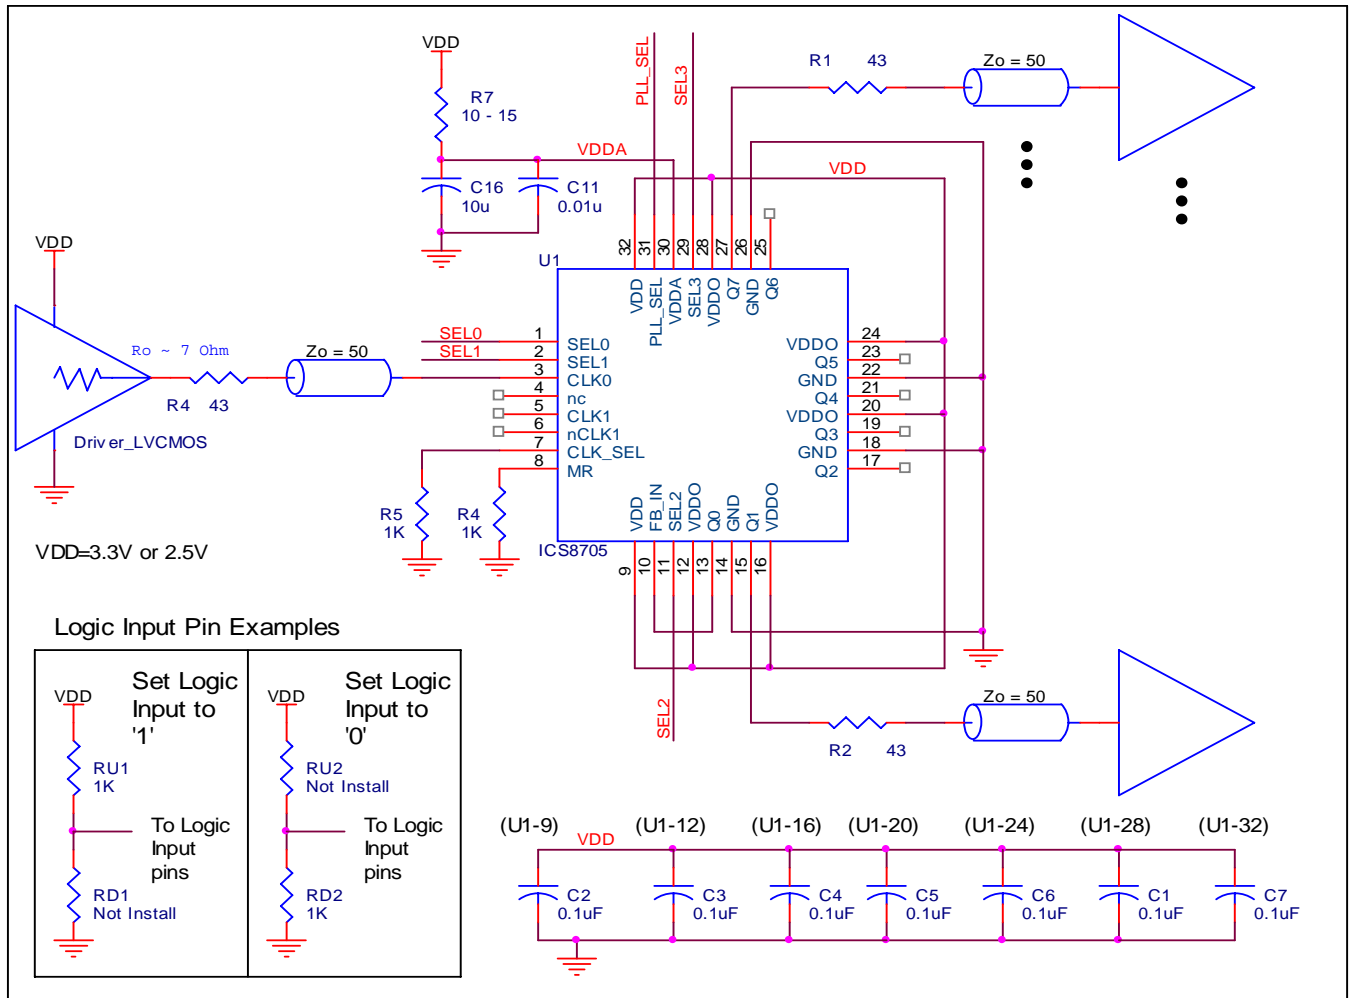 VDD
R7
10 - 15
PLL_SEL
SEL3
R1 43
Zo = 50
VDDA
VDD
C16
10u
C11
0.01u
VDD
U1
32
31
30
29
28
27
26
25
VDD
PLL_SEL
VDDA
SEL3
VDDO
Q7
GND
Q6
Ro ~ 7 Ohm
Zo = 50
R4 43
Driver_LVCMOS
SEL0
SEL1
1
2
3
4
5
6
7
8
SEL0
SEL1
CLK0
nc
CLK1
nCLK1
CLK_SEL
MR
VDDO
Q5
GND
Q4
VDDO
Q3
GND
Q2
24
23
22
21
20
19
18
17
VDD
FB_IN
SEL2
VDDO
Q0
GND
Q1
VDDO
9
10
11
12
13
14
15
16
ICS8705
R5
1K
R4
1K
VDD=3.3V or 2.5V
SEL2
R2 43
Zo = 50
Logic Input Pin Examples
VDD
Set Logic
Input to
'1'
RU1
1K
To Logic
Input
pins
RD1
Not Install
VDD
Set Logic
Input to
'0'
RU2
Not Install
To Logic
Input
pins
RD2
1K
(U1-9)
(U1-12)
(U1-16)
(U1-20)
(U1-24)
(U1-28)
(U1-32)
VDD
C2
0.1uF
C3
0.1uF
C4
0.1uF
C5
0.1uF
C6
0.1uF
C1
0.1uF
C7
0.1uF